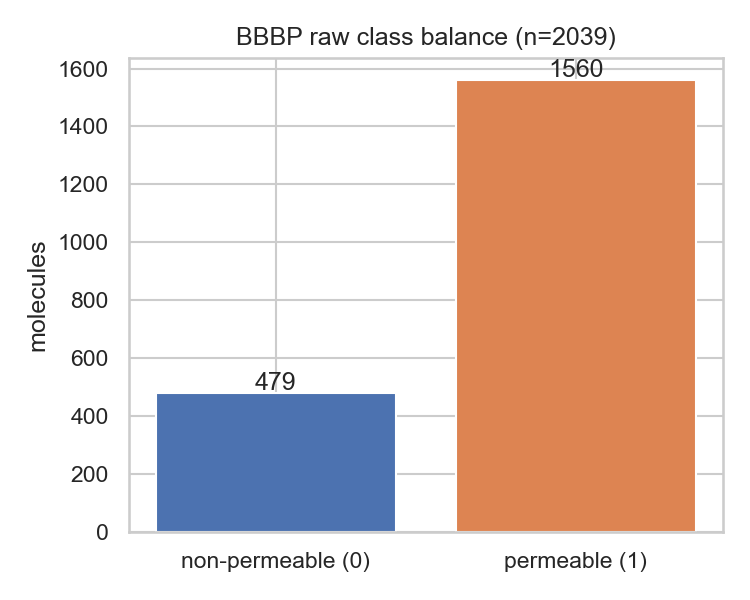 BBBP raw class balance (n=2039)
molecules
1600
1400
1200
1000
800
600
400
200
0
1560
479
non-permeable (0)
permeable (1)